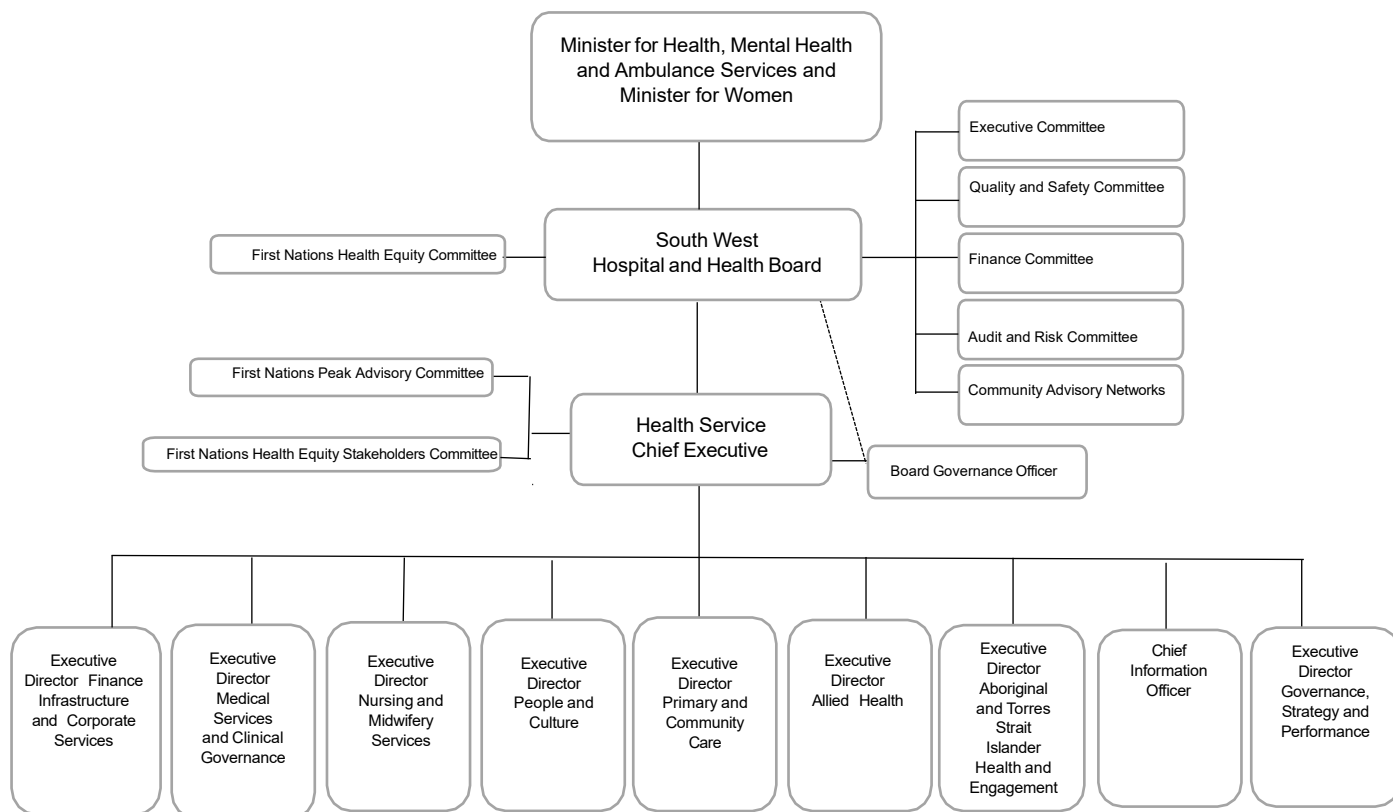 Minister for Health, Mental Health
and Ambulance Services and
Minister for Women
Executive Committee
Quality and Safety Committee
First Nations Health Equity Committee
South West
Hospital and Health Board
Finance Committee
Audit and Risk Committee
Community Advisory Networks
First Nations Peak Advisory Committee
First Nations Health Equity Stakeholders Committee
Health Service
Chief Executive
Board Governance Officer
Executive
Director Finance
Infrastructure
and Corporate
Services
Executive
Director
Medical
Services
and Clinical
Governance
Executive
Director
Nursing and
Midwifery
Services
Executive
Director
People and
Culture
Executive
Director
Primary and
Community
Care
Executive
Director
Allied Health
Executive
Director
Aboriginal
and Torres
Strait
Islander
Health and
Engagement
Chief
Information
Officer
Executive
Director
Governance,
Strategy and
Performance